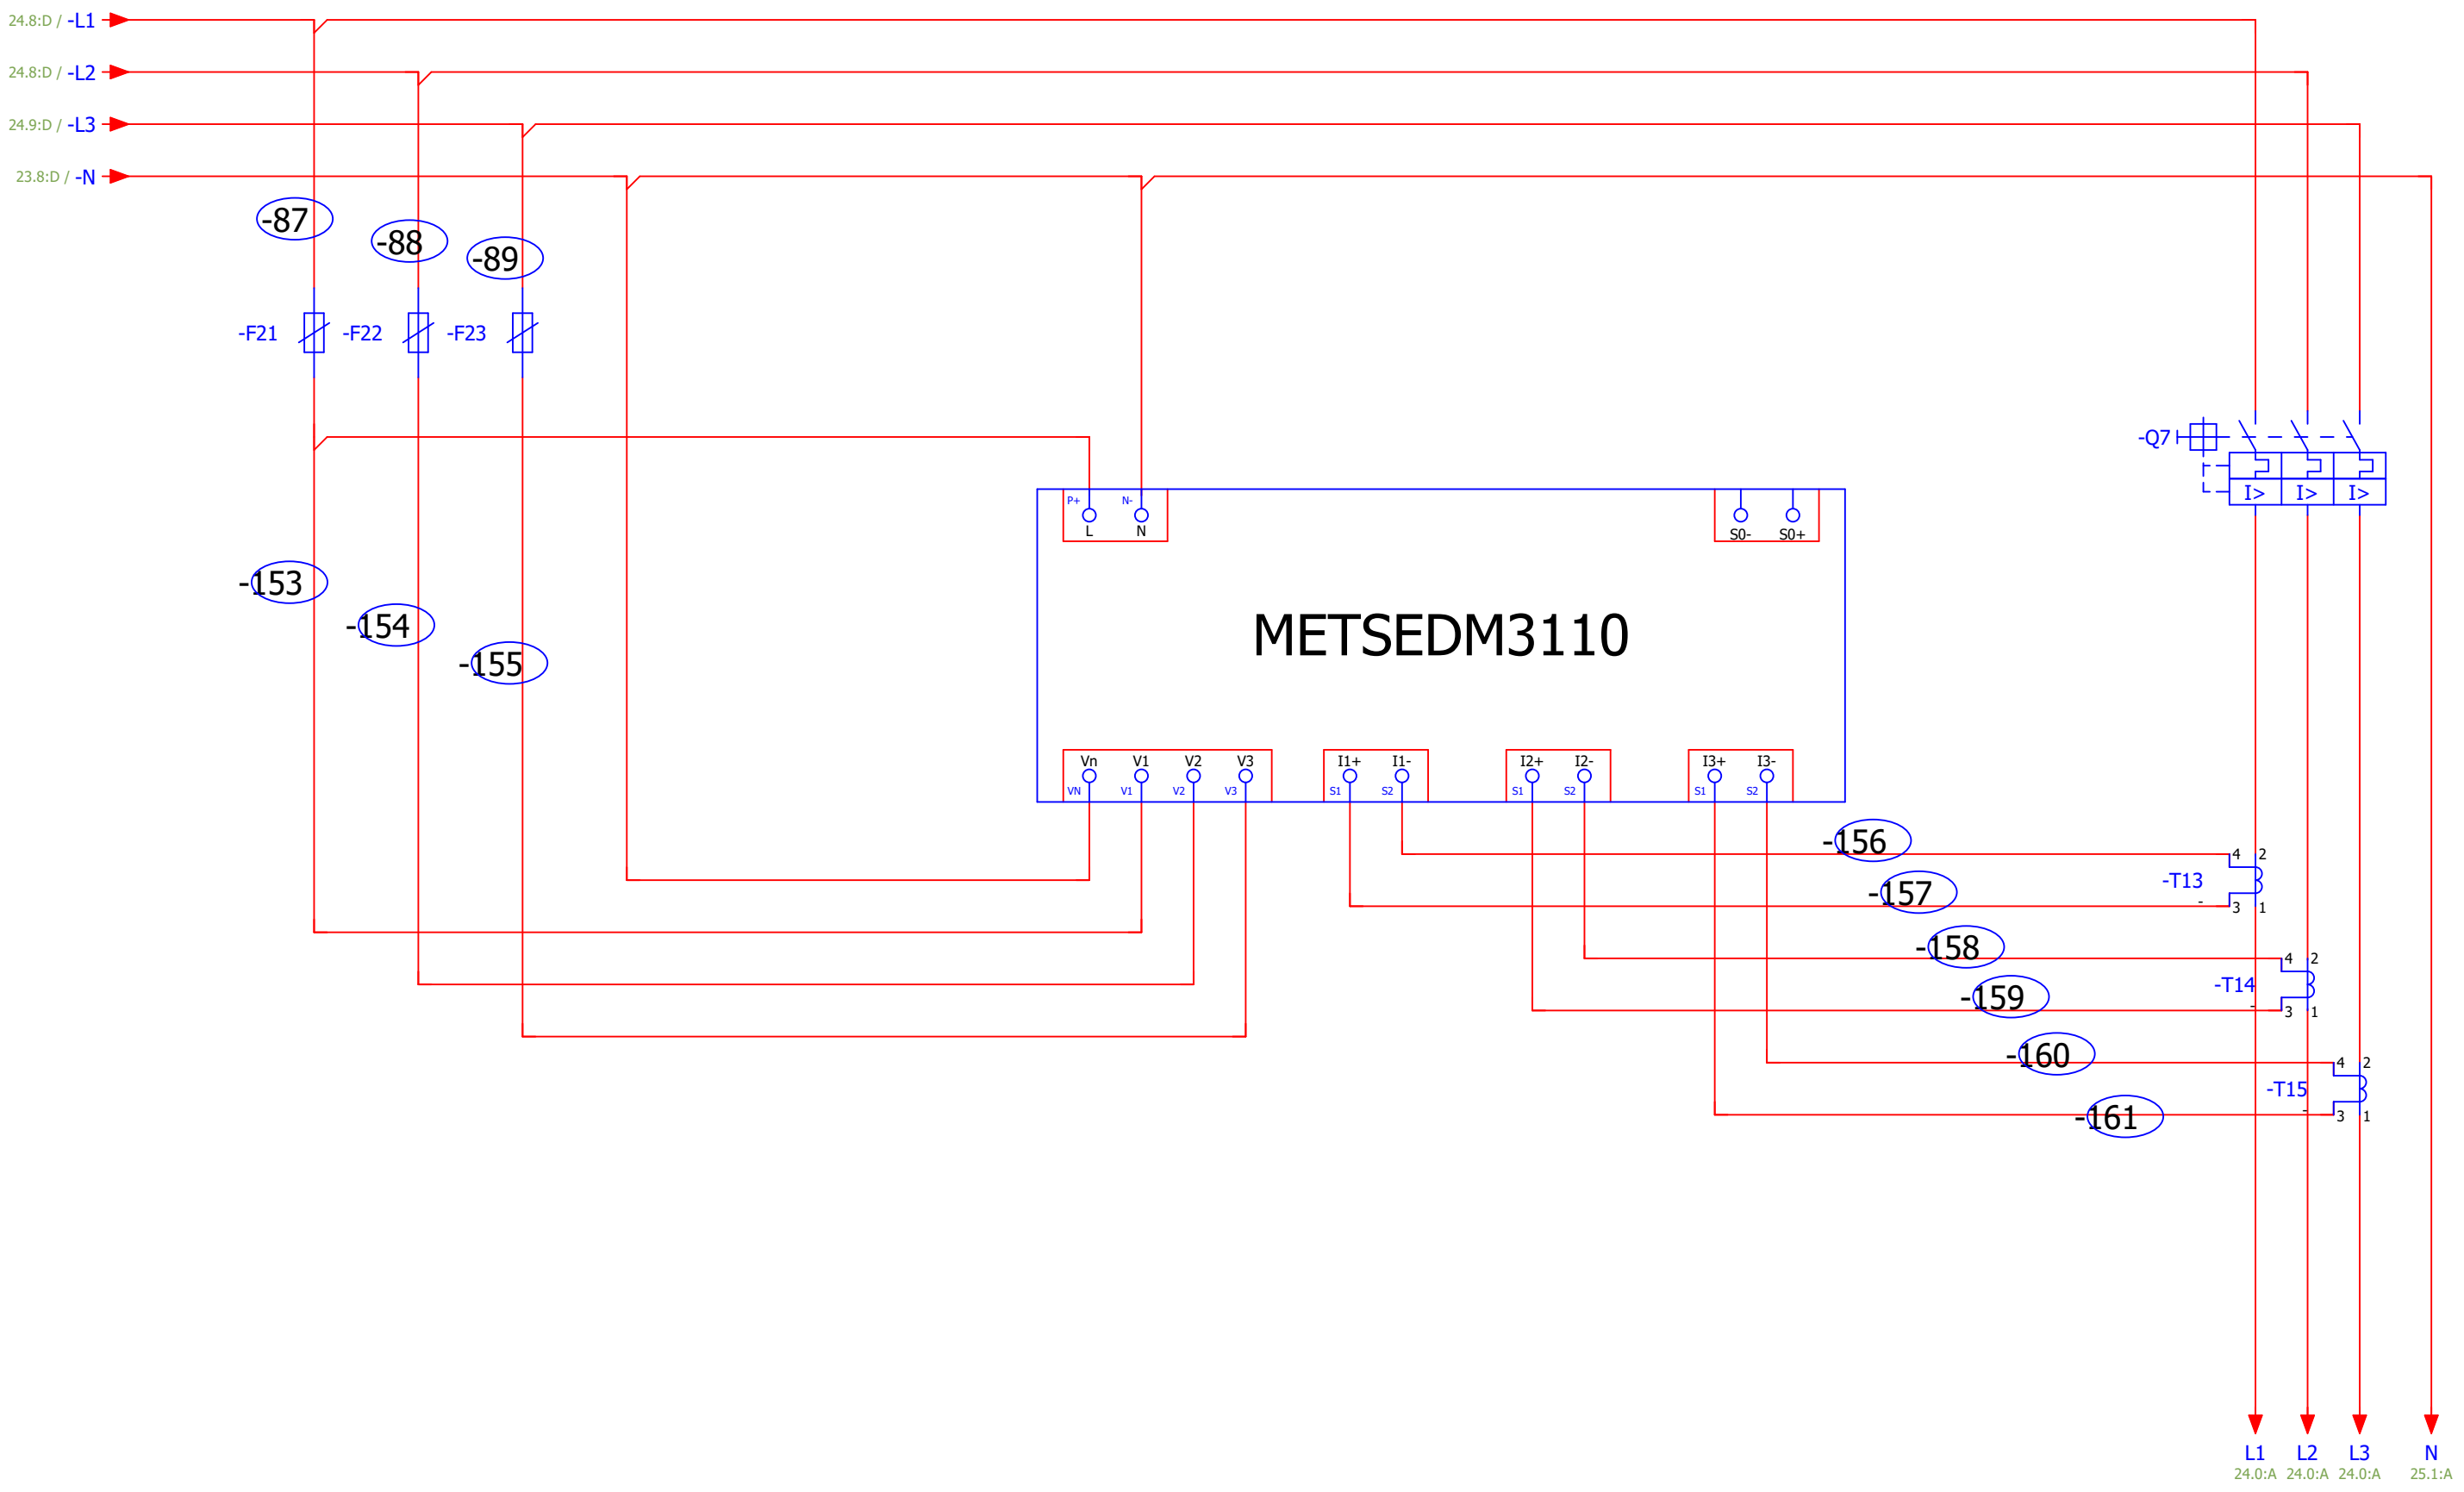 24.8:D / -L1
24.8:D / -L2
24.9:D / -L3
23.8:D / -N
-87
-88
-89
-F21
-F22
-F23
-Q7
I> I> I>
P+ N-
L N
S0- S0+
-153
-154
-155
METSEDM3110
Vn V1 V2 V3 I1+ I1- I2+ I2- I3+ I3-
VN V1 V2 V3 S1 S2 S1 S2 S1 S2
-156
4 2
-T13
-157
-
3 1
-158
4 2
-T14
-159
-
3 1
-160
4 2
-T15
-161
-
3 1
L1 L2 L3 N
24.0:A 24.0:A 24.0:A 25.1:A